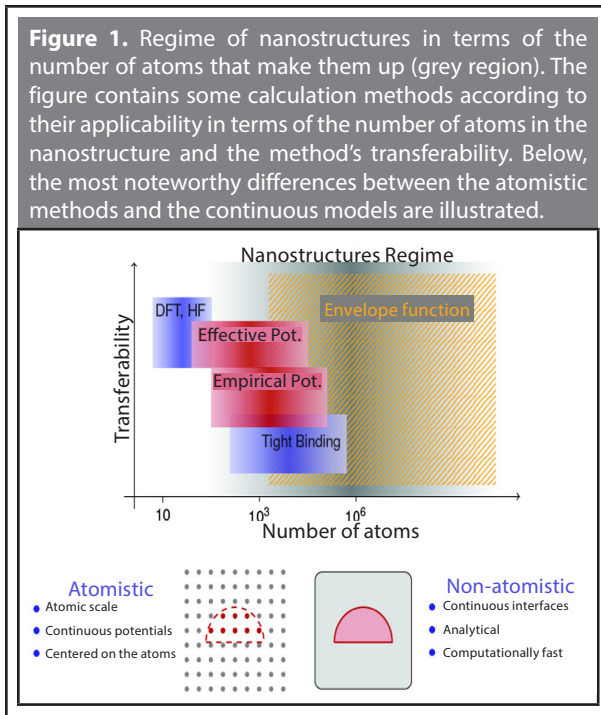 Figure 1. Regime of nanostructures in terms of the
number of atoms that make them up (grey region). The
figure contains some calculation methods according to
their applicability in terms of the number of atoms in the
nanostructure and the method's transferability. Below,
the most noteworthy differences between the atomistic
methods and the continuous models are illustrated.
Nanostructures Regime
DFT, HF
Envelope function
Effective Pot.
Empirical Pot.
Tight Binding
Transferability
10
10³
10⁶
Number of atoms
Atomistic
Atomic scale
Continuous potentials
Centered on the atoms
Non-atomistic
Continuous interfaces
Analytical
Computationally fast